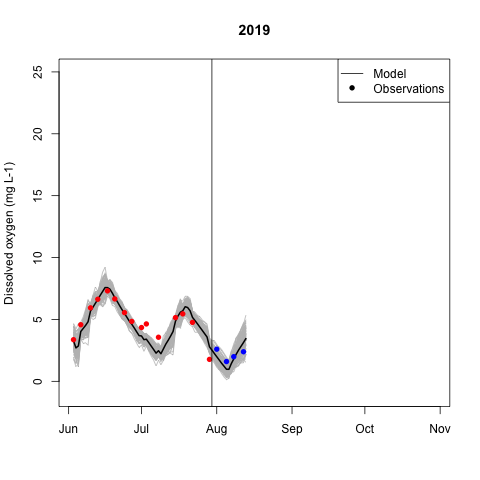 2019
Model
Observations
Dissolved oxygen (mg L-1)
25
20
15
10
5
0
Jun
Jul
Aug
Sep
Oct
Nov